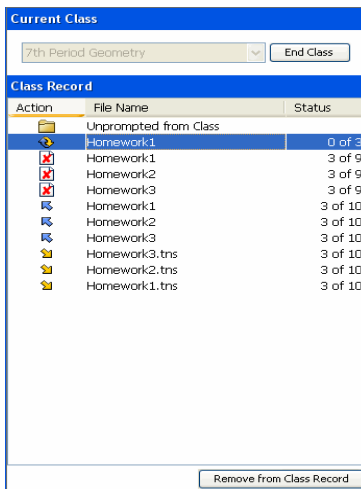 Current Class
7th Period Geometry End Class
Class Record
Action File Name Status
Unprompted from Class
Homework1 0 of 3
Homework1 3 of 9
Homework2 3 of 9
Homework3 3 of 9
Homework1 3 of 10
Homework2 3 of 10
Homework3 3 of 10
Homework3.tns 3 of 10
Homework2.tns 3 of 10
Homework1.tns 3 of 10
Remove from Class Record